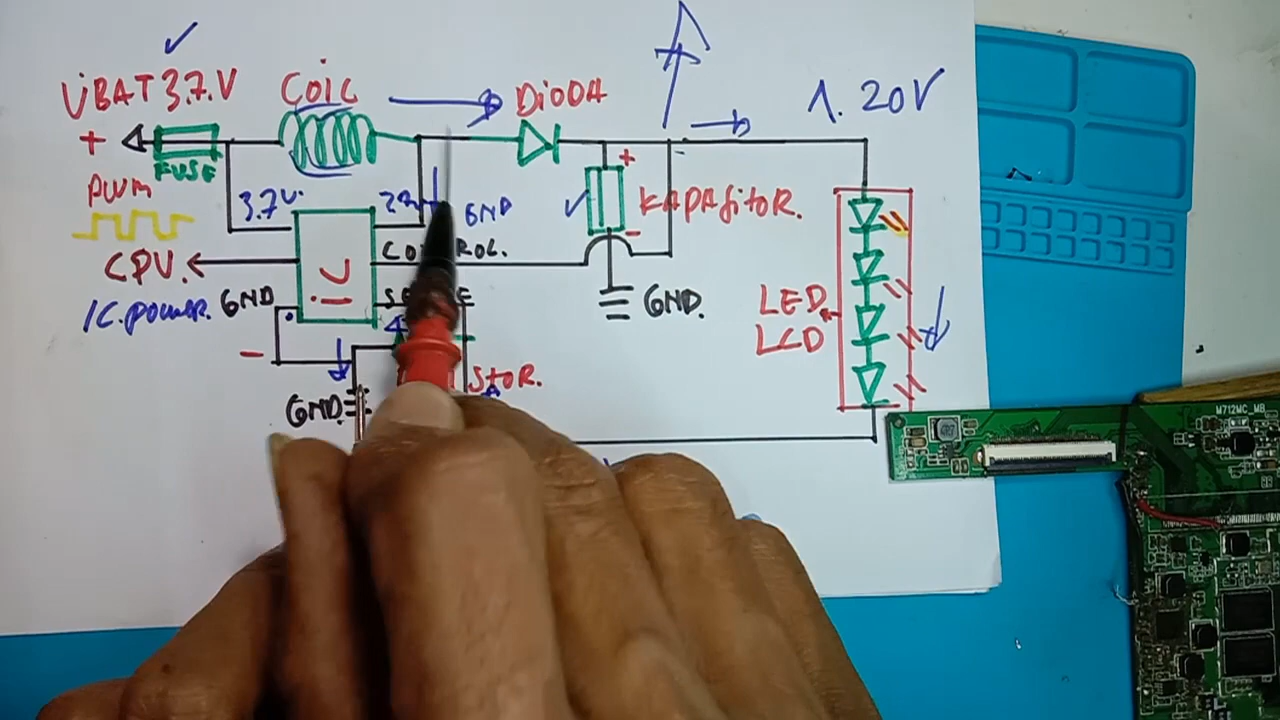 VBAT 3.7.V
COiL
DiODA
1. 20V
+
FUSE
PWM
3.7V.
GND
KAPAsitoR.
+
-
CONTROL.
CPU.
iC
GND
IC.power.
GND.
LED
LCD
-
StoR.
GND.
M712MC_MB